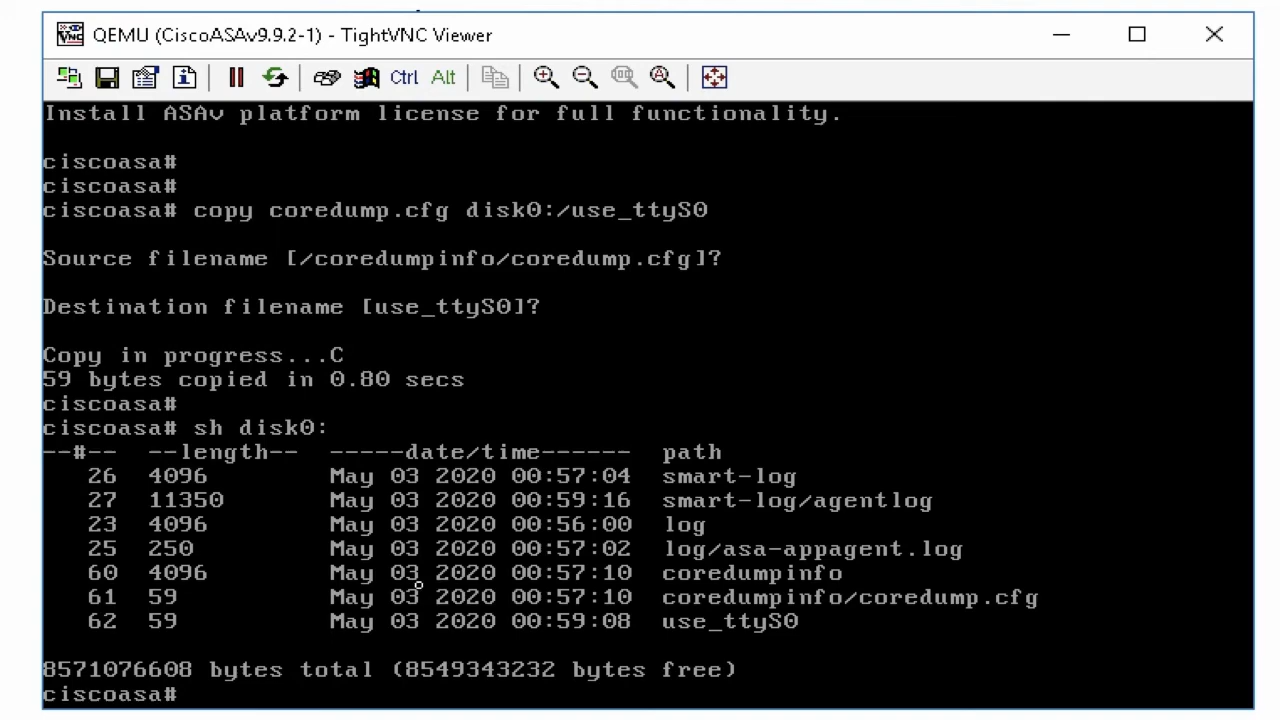 QEMU (CiscoASAv9.9.2-1) - TightVNC Viewer
Ctrl Alt
Install ASAv platform license for full functionality.
ciscoasa#
ciscoasa#
ciscoasa# copy coredump.cfg disk0:/use_ttyS0
Source filename [/coredumpinfo/coredump.cfg]?
Destination filename [use_ttyS0]?
Copy in progress...C
59 bytes copied in 0.80 secs
ciscoasa#
ciscoasa# sh disk0:
--#--  --length--  -----date/time------  path
26  4096  May 03 2020 00:57:04  smart-log
27  11350  May 03 2020 00:59:16  smart-log/agentlog
23  4096  May 03 2020 00:56:00  log
25  250  May 03 2020 00:57:02  log/asa-appagent.log
60  4096  May 03 2020 00:57:10  coredumpinfo
61  59  May 03 2020 00:57:10  coredumpinfo/coredump.cfg
62  59  May 03 2020 00:59:08  use_ttyS0
8571076608 bytes total (8549343232 bytes free)
ciscoasa#